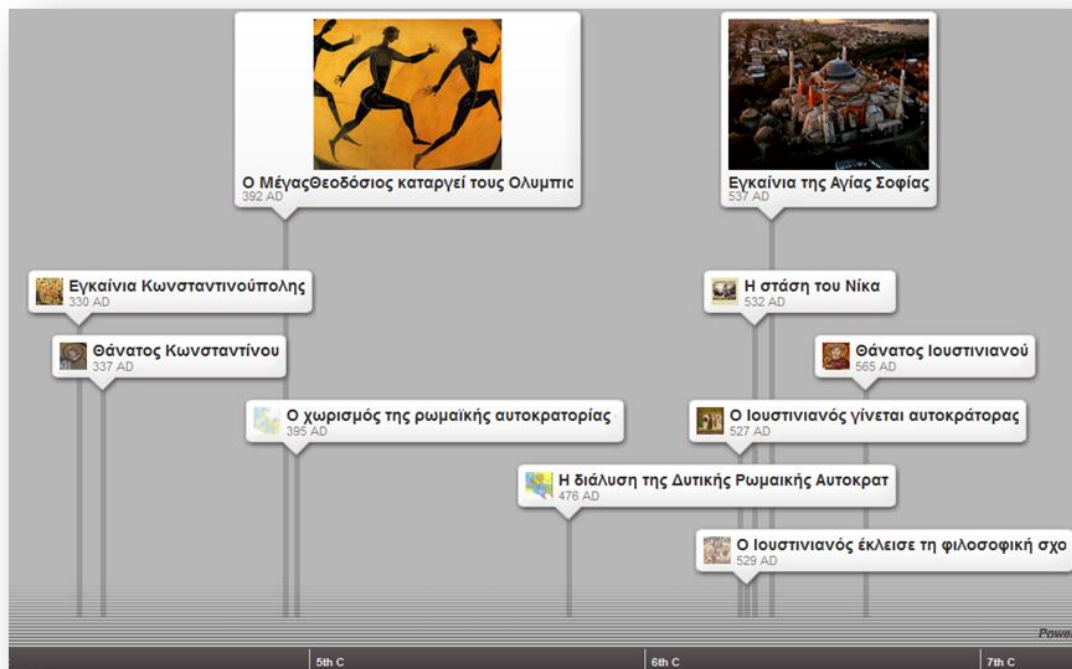 Ο ΜέγαςΘεοδόσιος καταργεί τους Ολυμπιc
392 AD
Εγκαίνια της Αγίας Σοφίας
537 AD
Εγκαίνια Κωνσταντινούπολης
330 AD
Η στάση του Νίκα
532 AD
Θάνατος Κωνσταντίνου
337 AD
Θάνατος Ιουστινιανού
565 AD
Ο χωρισμός της ρωμαϊκής αυτοκρατορίας
395 AD
Ο Ιουστινιανός γίνεται αυτοκράτορας
527 AD
Η διάλυση της Δυτικής Ρωμαικής Αυτοκρατ
476 AD
Ο Ιουστινιανός έκλεισε τη φιλοσοφική σχο
529 AD
Power
5th C
6th C
7th C